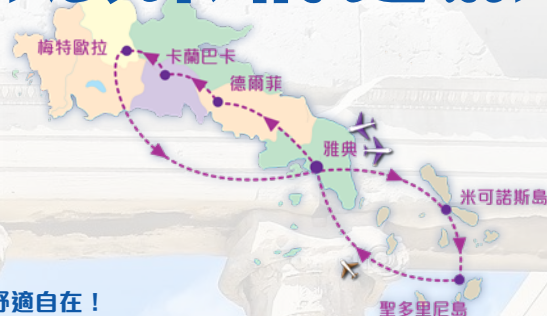 梅特歐拉
卡蘭巴卡
德爾菲
雅典
米可諾斯島
聖多里尼島
舒適自在！